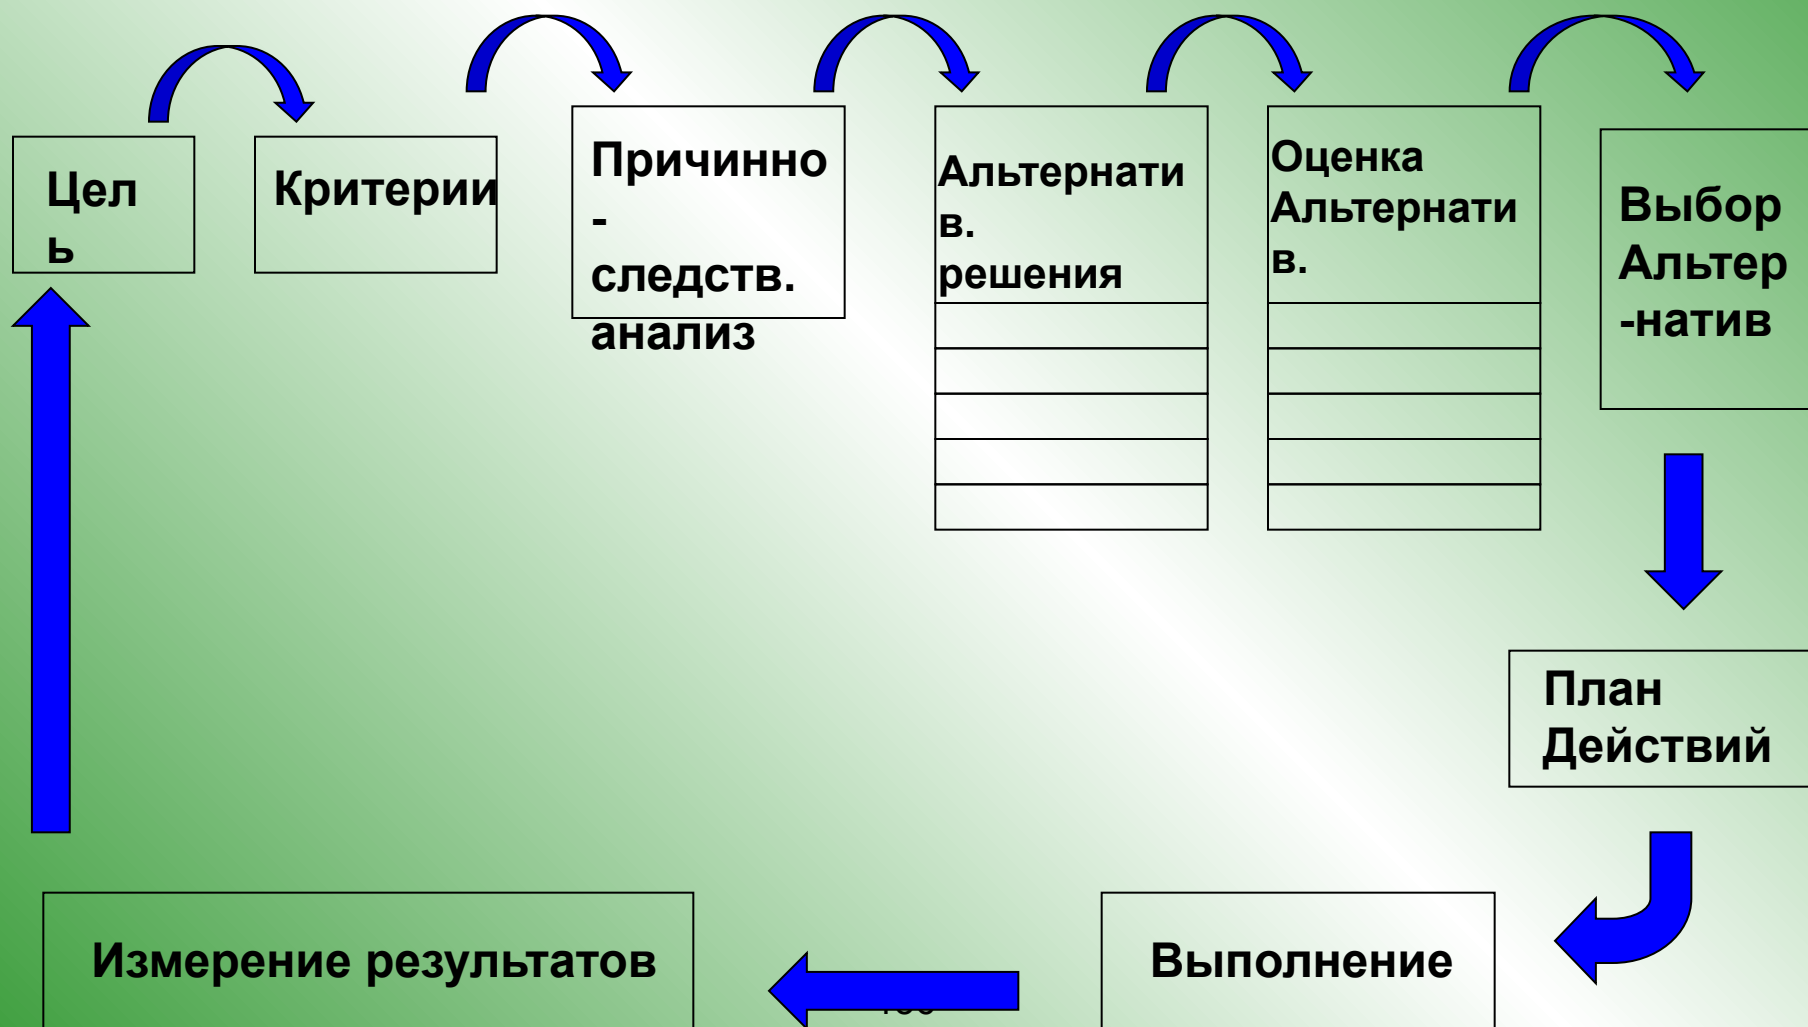 Цел
ь
Критерии
Причинно
-
следств.
анализ
Альтернати
в.
решения
Оценка
Альтернати
в.
Выбор
Альтер
-натив
План
Действий
Выполнение
Измерение результатов